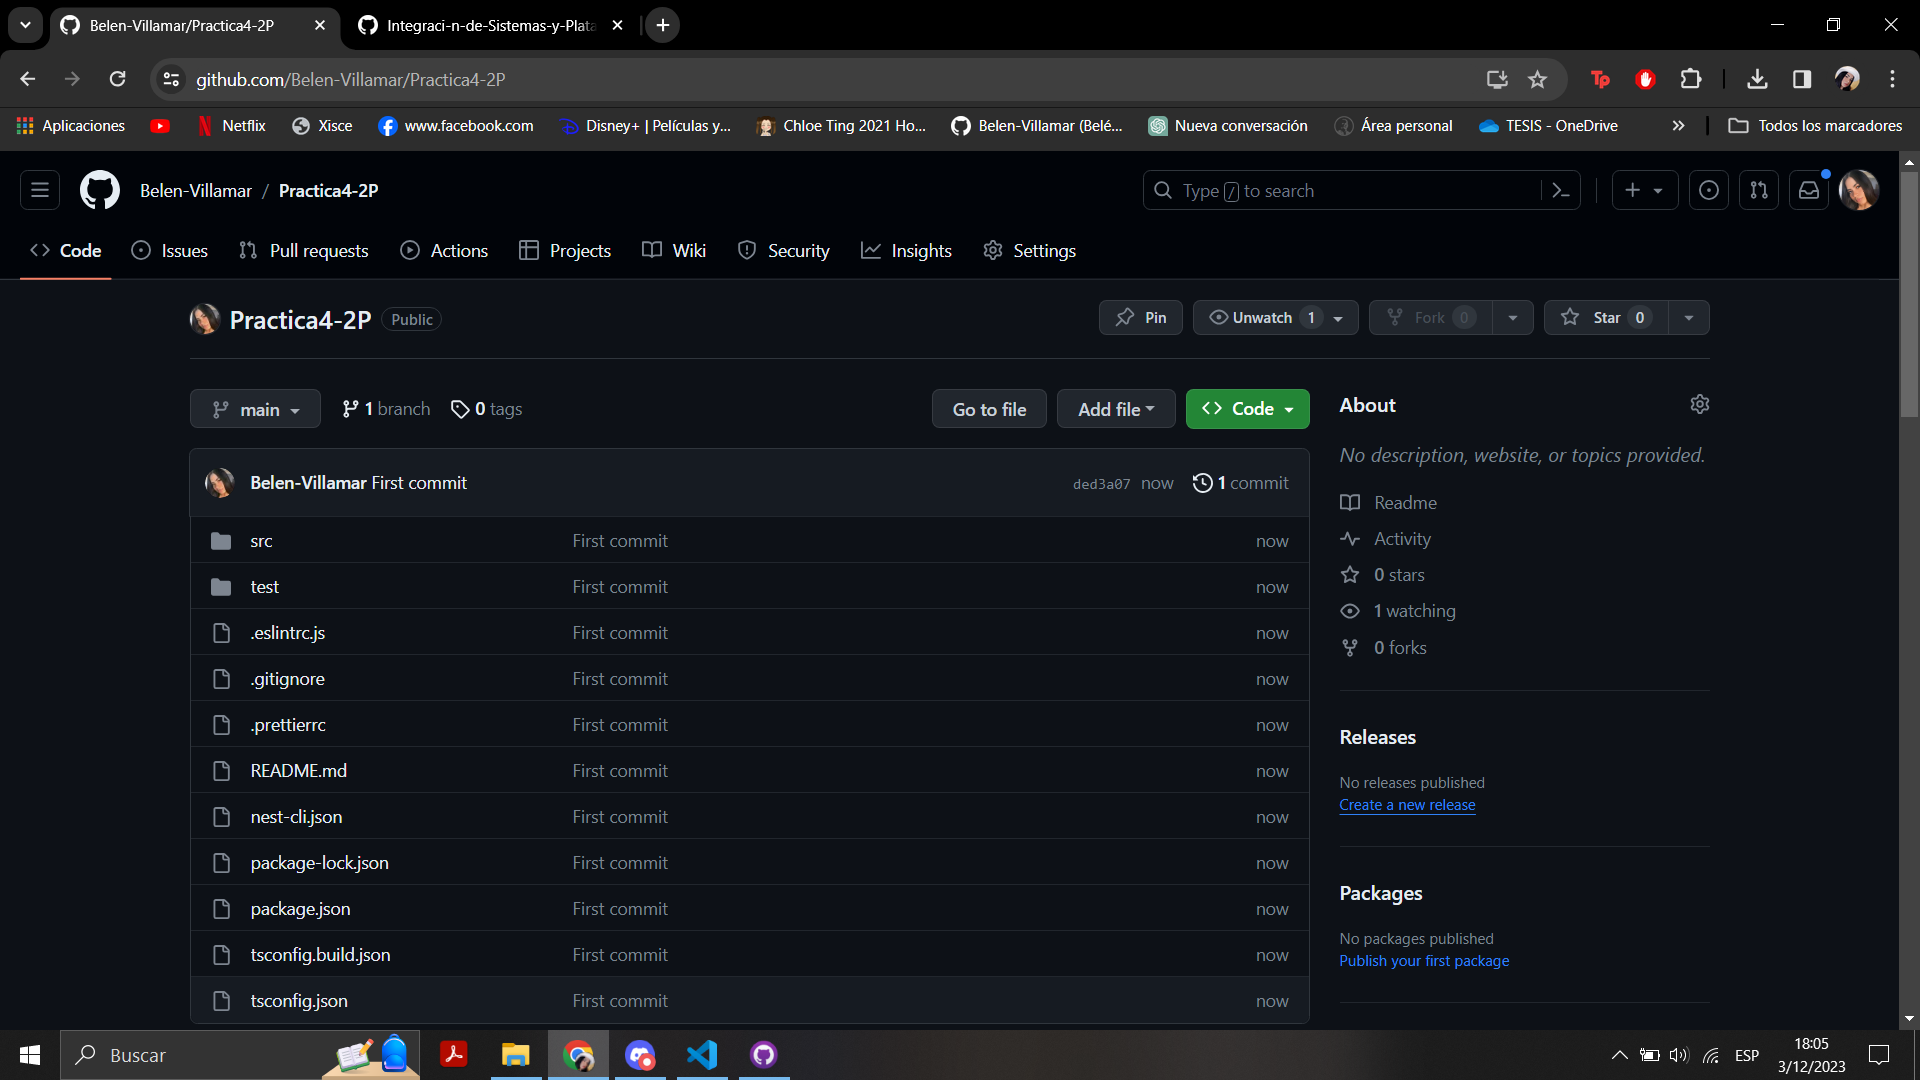 Belen-Villamar/Practica4-2P
Integraci-n-de-Sistemas-y-Plata
github.com/Belen-Villamar/Practica4-2P
Aplicaciones
Netflix
Xisce
www.facebook.com
Disney+ | Películas y...
Chloe Ting 2021 Ho...
Belen-Villamar (Belé...
Nueva conversación
Área personal
TESIS - OneDrive
»
Todos los marcadores
Belen-Villamar / Practica4-2P
Type / to search
Code
Issues
Pull requests
Actions
Projects
Wiki
Security
Insights
Settings
Practica4-2P Public
Pin
Unwatch 1
Fork 0
Star 0
main
1 branch
0 tags
Go to file
Add file
Code
Belen-Villamar First commit
ded3a07 now
1 commit
src First commit now
test First commit now
.eslintrc.js First commit now
.gitignore First commit now
.prettierrc First commit now
README.md First commit now
nest-cli.json First commit now
package-lock.json First commit now
package.json First commit now
tsconfig.build.json First commit now
tsconfig.json First commit now
About
No description, website, or topics provided.
Readme
Activity
0 stars
1 watching
0 forks
Releases
No releases published
Create a new release
Packages
No packages published
Publish your first package
Buscar
ESP
18:05
3/12/2023